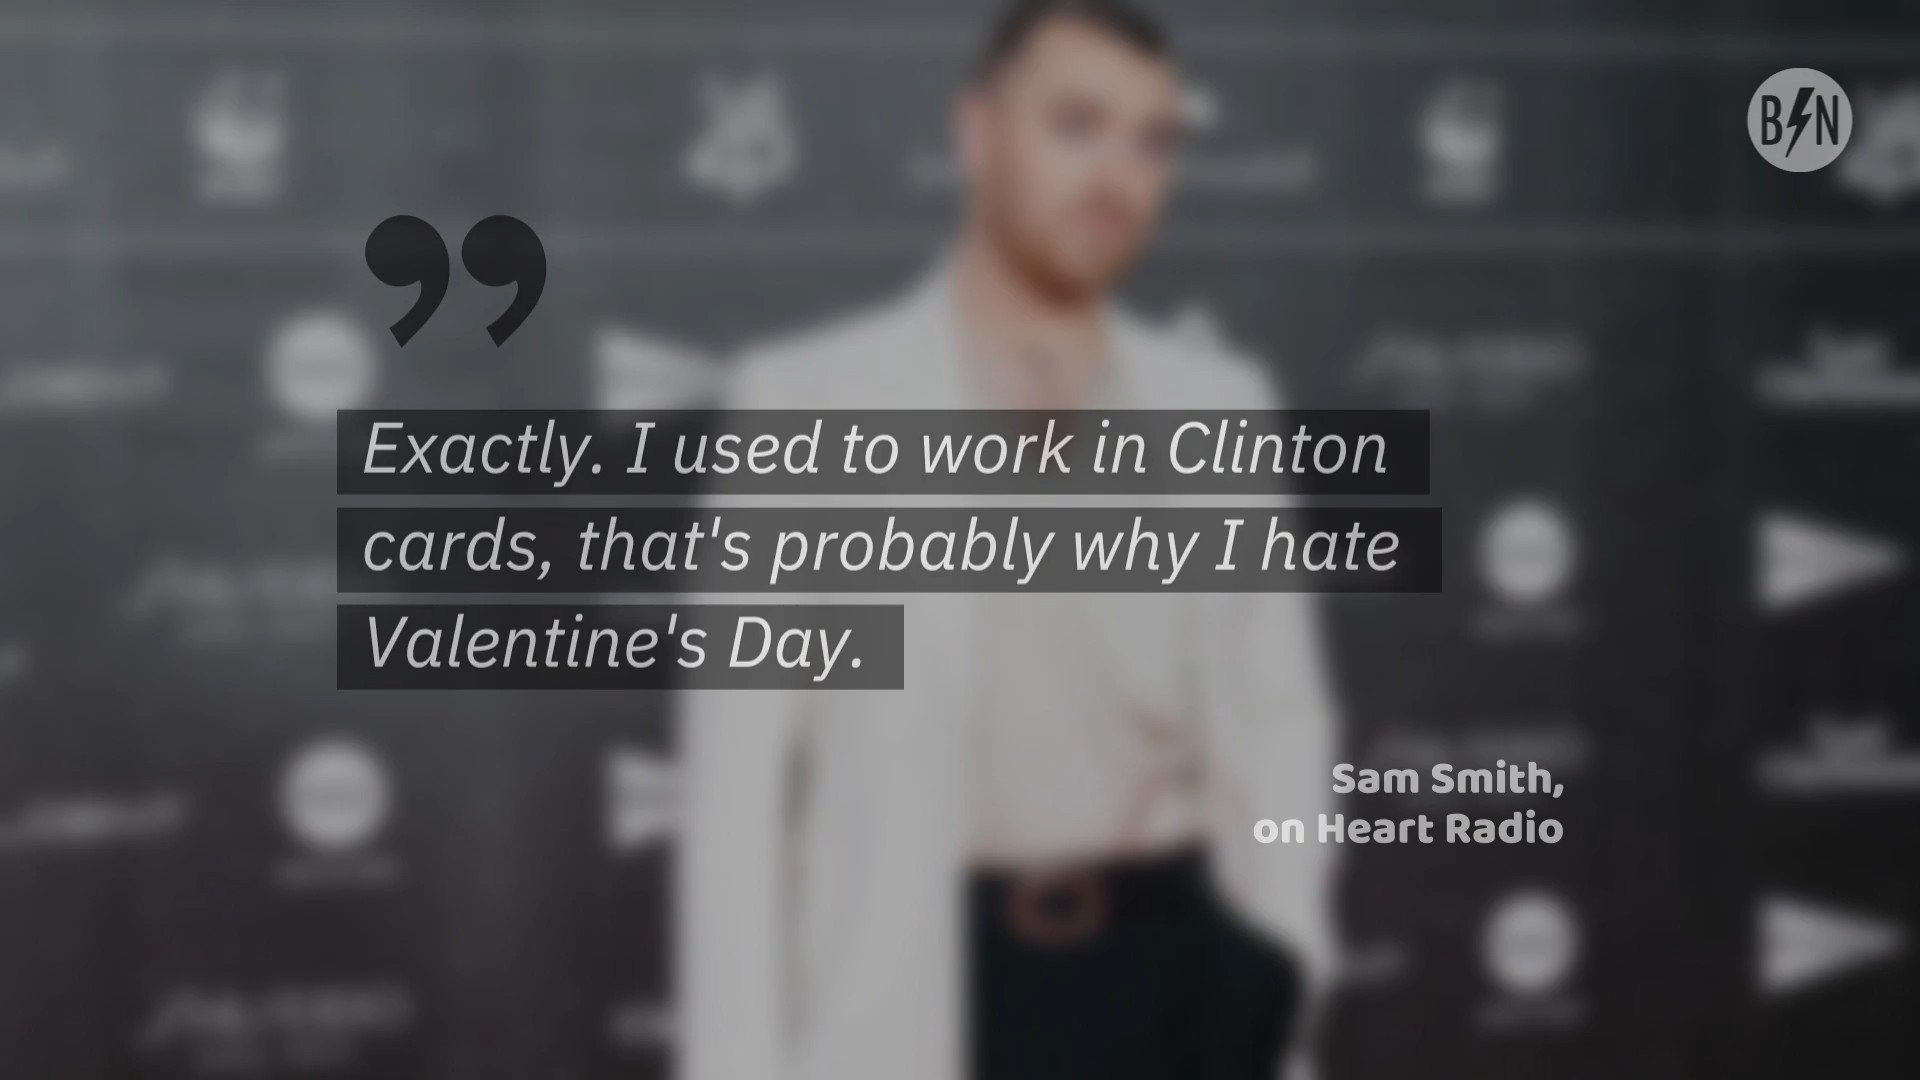 B N
Exactly. I used to work in Clinton
cards, that's probably why I hate
Valentine's Day.
Sam Smith,
on Heart Radio